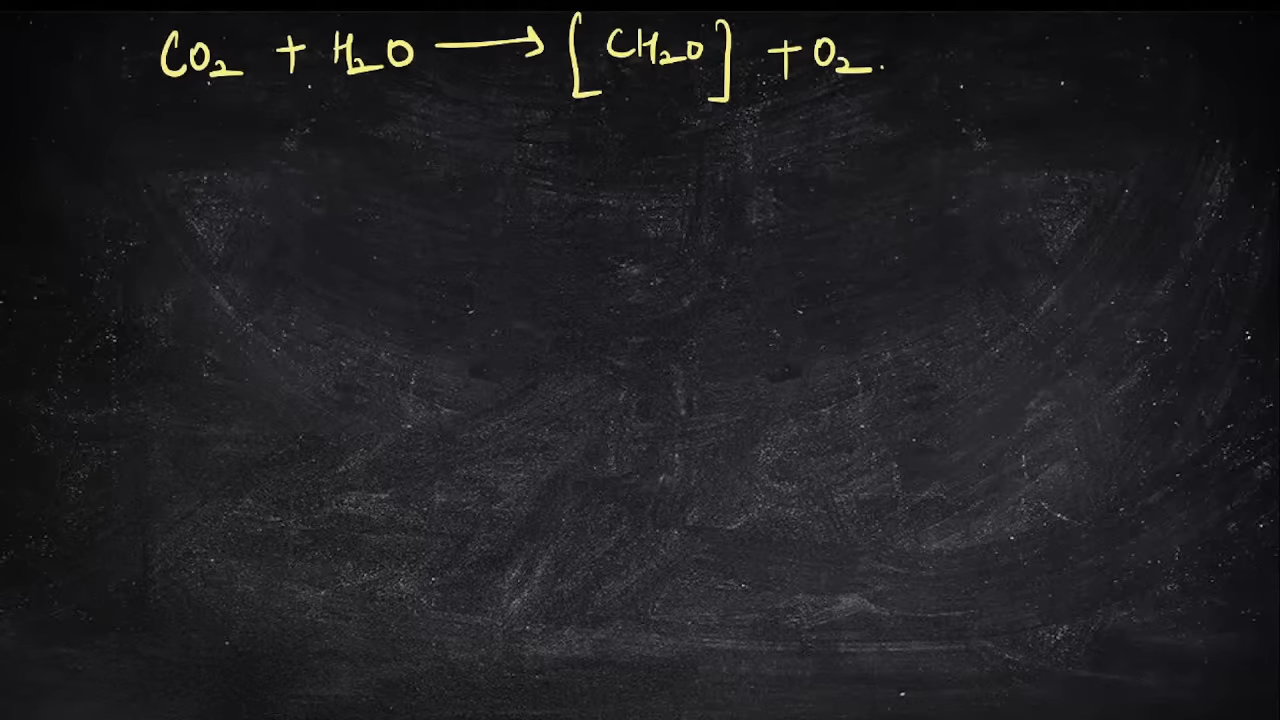 CO₂ + H₂O ⟶ [CH₂O] + O₂.